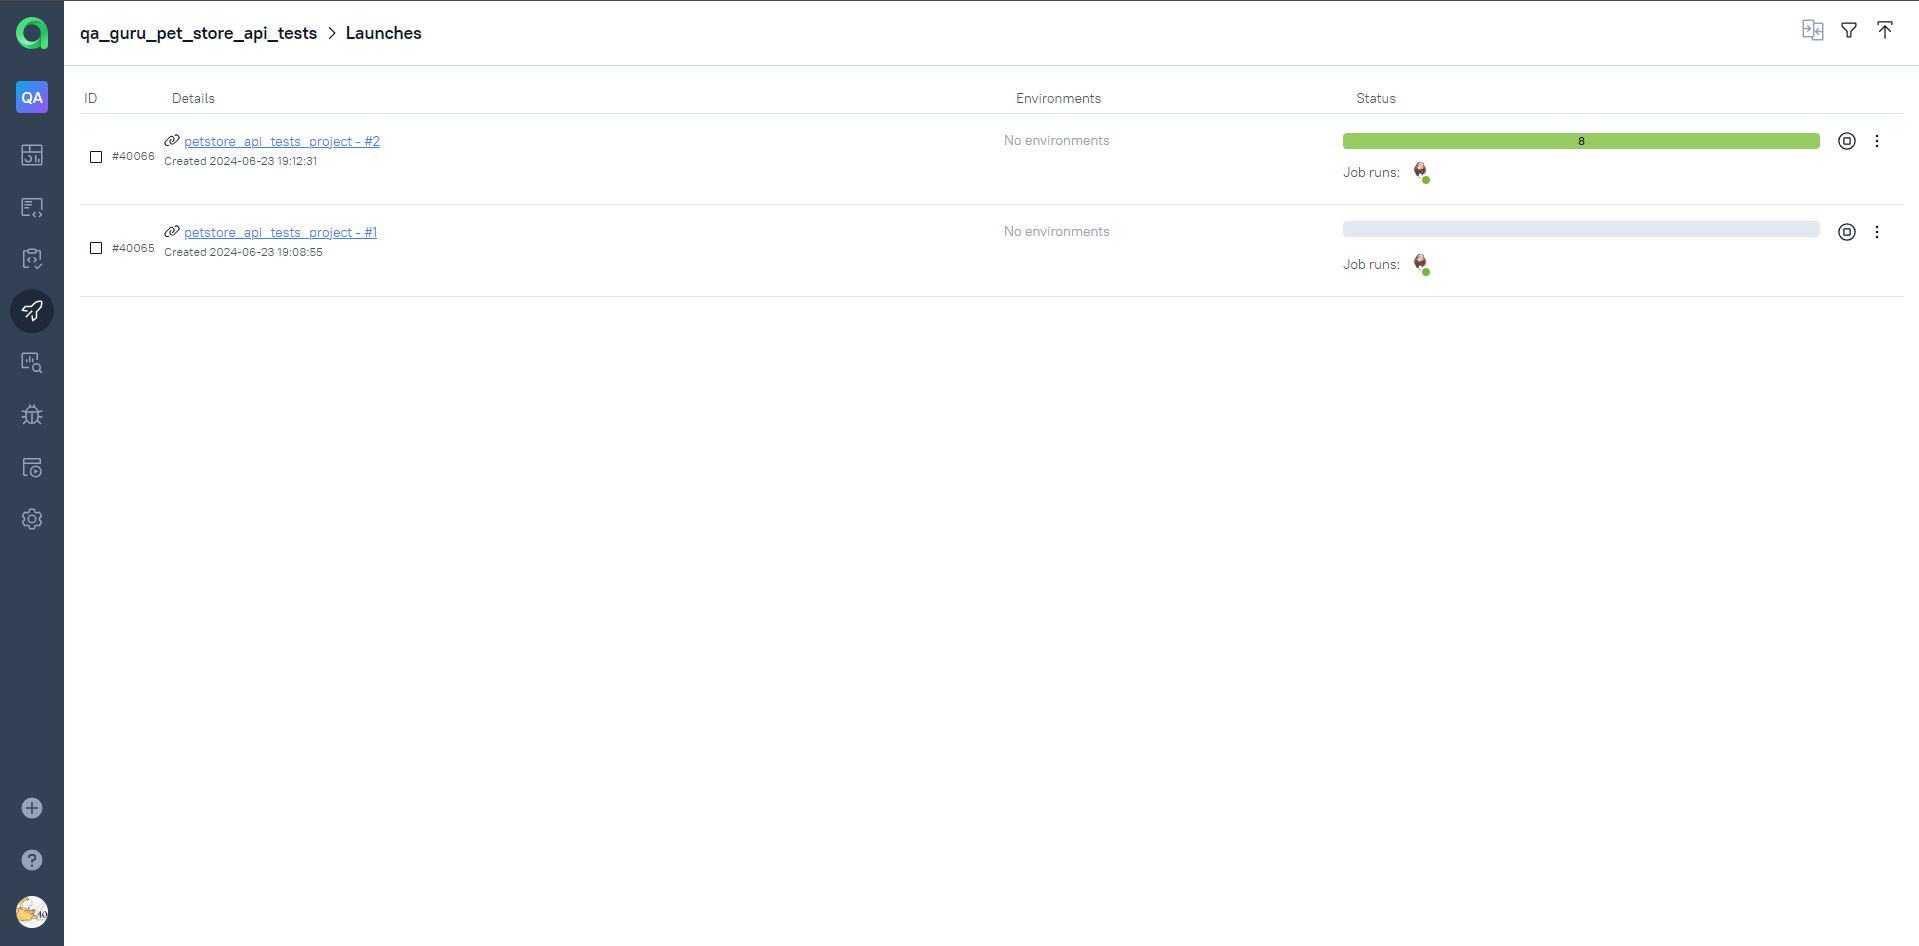 qa_guru_pet_store_api_tests > Launches
QA
ID Details Environments Status
petstore_api_tests_project - #2 No environments 8
#40066 Created 2024-06-23 19:12:31
Job runs:
petstore_api_tests_project - #1 No environments
#40065 Created 2024-06-23 19:08:55
Job runs:
40